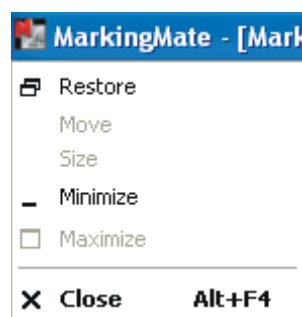 MarkingMate - [Mark
Restore
Move
Size
Minimize
Maximize
Close Alt+F4